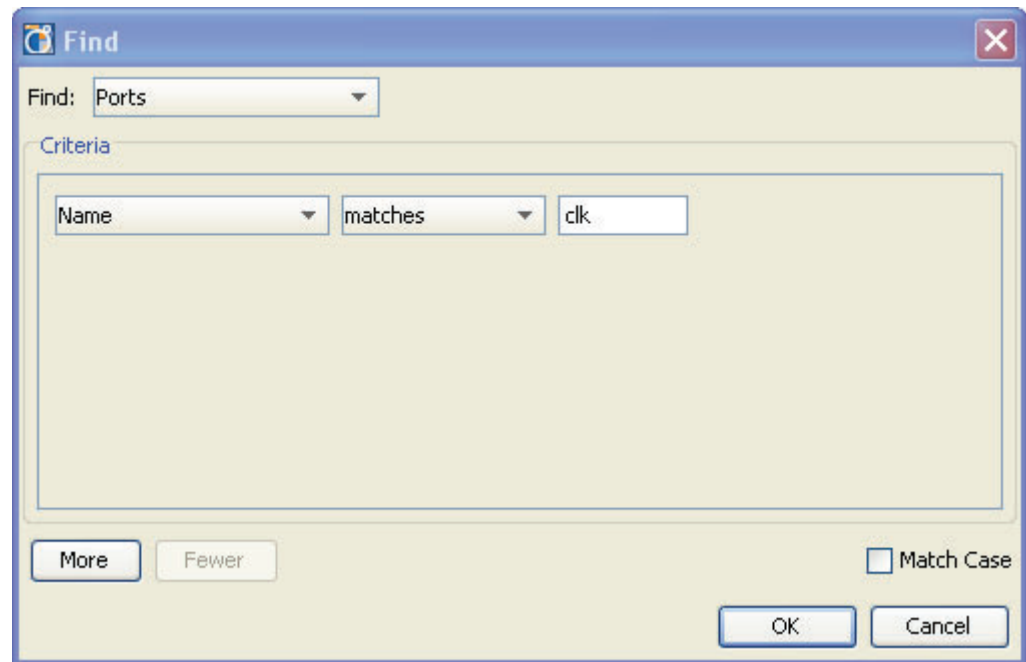 Find
Find: Ports
Criteria
Name matches clk
More Fewer Match Case
OK Cancel